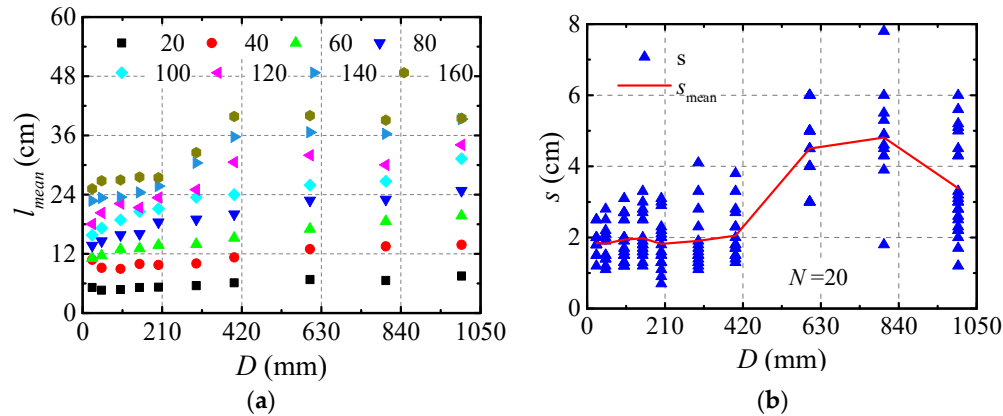 60
48
36
24
12
0
l_mean (cm)
20 40 60 80
100 120 140 160
0 210 420 630 840 1050
D (mm)
(a)
8
6
4
2
0
s (cm)
s
s_mean
N =20
0 210 420 630 840 1050
D (mm)
(b)